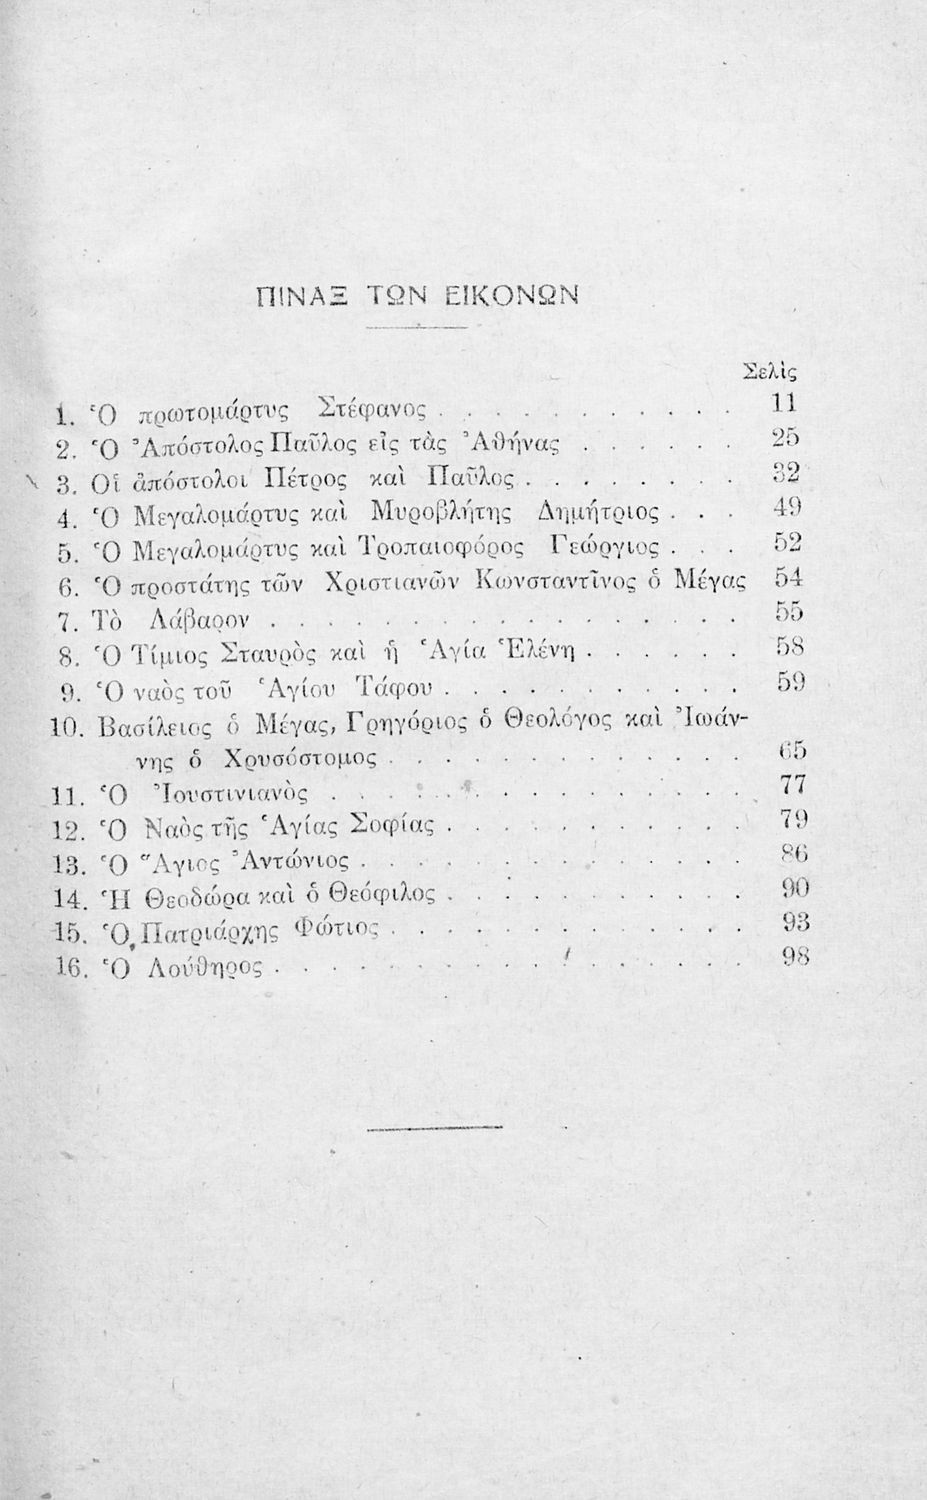 ΠΙΝΑΞ ΤΩΝ ΕΙΚΟΝΩΝ
Σελὶς
1. Ὁ πρωτομάρτυς Στέφανος . . . . . . . . . . . 11
2. Ὁ Ἀπόστολος Παῦλος εἰς τὰς Ἀθήνας . . . . . . 25
3. Οἱ ἀπόστολοι Πέτρος καὶ Παῦλος . . . . . . . . 32
4. Ὁ Μεγαλομάρτυς καὶ Μυροβλήτης Δημήτριος . . . 49
5. Ὁ Μεγαλομάρτυς καὶ Τροπαιοφόρος Γεώργιος . . . 52
6. Ὁ προστάτης τῶν Χριστιανῶν Κωνσταντῖνος ὁ Μέγας 54
7. Τὸ Λάβαρον . . . . . . . . . . . . . . . . . 55
8. Ὁ Τίμιος Σταυρὸς καὶ ἡ Ἁγία Ἑλένη . . . . . . 58
9. Ὁ ναὸς τοῦ Ἁγίου Τάφου . . . . . . . . . . . 59
10. Βασίλειος ὁ Μέγας, Γρηγόριος ὁ Θεολόγος καὶ Ἰωάν-
νης ὁ Χρυσόστομος . . . . . . . . . . . . . 65
11. Ὁ Ἰουστινιανὸς . . . . . . . . . . . . . . . 77
12. Ὁ Ναὸς τῆς Ἁγίας Σοφίας . . . . . . . . . . . 79
13. Ὁ Ἅγιος Ἀντώνιος . . . . . . . . . . . . . . 86
14. Ἡ Θεοδώρα καὶ ὁ Θεόφιλος . . . . . . . . . . . 90
15. Ὁ Πατριάρχης Φώτιος . . . . . . . . . . . . . 93
16. Ὁ Λούθηρος . . . . . . . . . . . . . . . . . 98